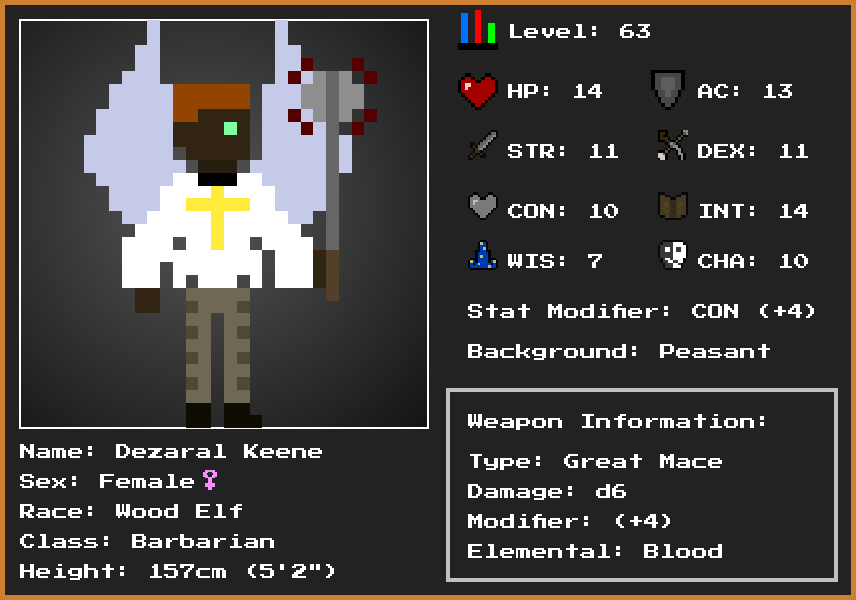 Level: 63
HP: 14
AC: 13
STR: 11
DEX: 11
CON: 10
INT: 14
WIS: 7
CHA: 10
Stat Modifier: CON (+4)
Background: Peasant
Weapon Information:
Type: Great Mace
Damage: d6
Modifier: (+4)
Elemental: Blood
Name: Dezaral Keene
Sex: Female♀
Race: Wood Elf
Class: Barbarian
Height: 157cm (5'2")